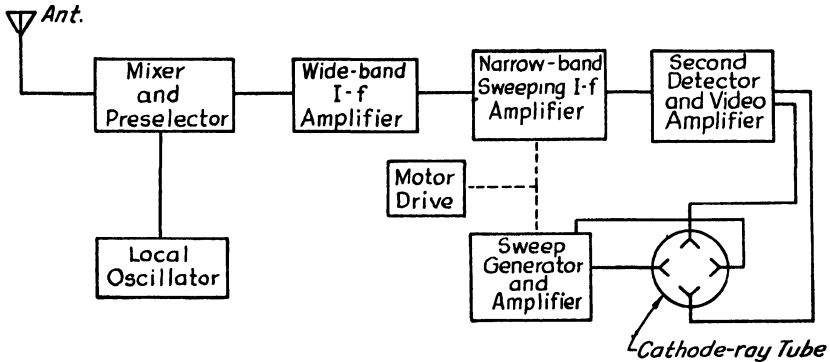 Ant.
Mixer
and
Preselector
Wide-band
I-f
Amplifier
Narrow-band
Sweeping I-f
Amplifier
Second
Detector
and Video
Amplifier
Motor
Drive
Local
Oscillator
Sweep
Generator
and
Amplifier
Cathode-ray Tube